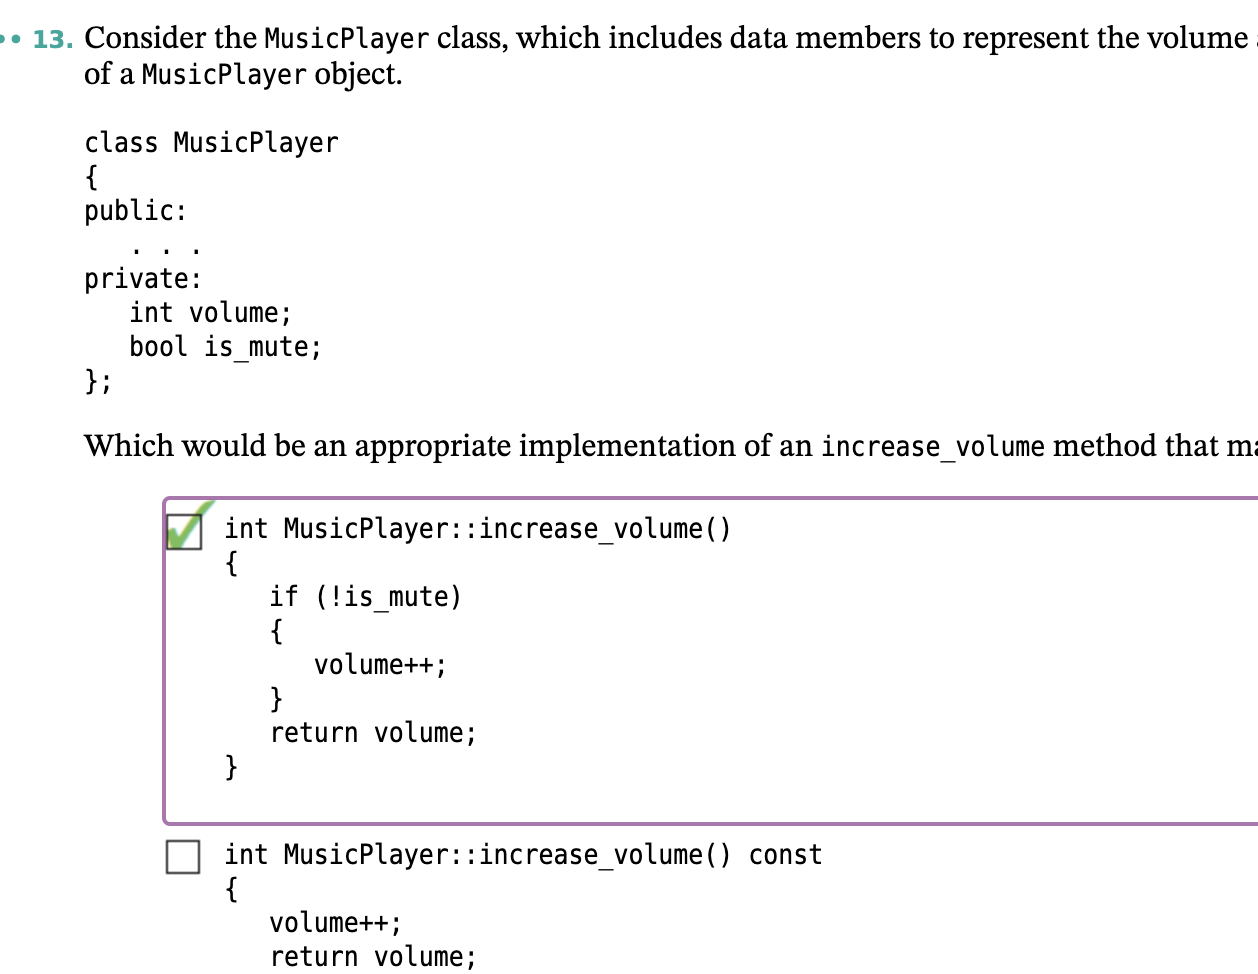 •• 13. Consider the MusicPlayer class, which includes data members to represent the volume
of a MusicPlayer object.
class MusicPlayer
{
public:
   . . .
private:
   int volume;
   bool is_mute;
};
Which would be an appropriate implementation of an increase_volume method that ma
int MusicPlayer::increase_volume()
{
   if (!is_mute)
   {
      volume++;
   }
   return volume;
}
int MusicPlayer::increase_volume() const
{
   volume++;
   return volume;